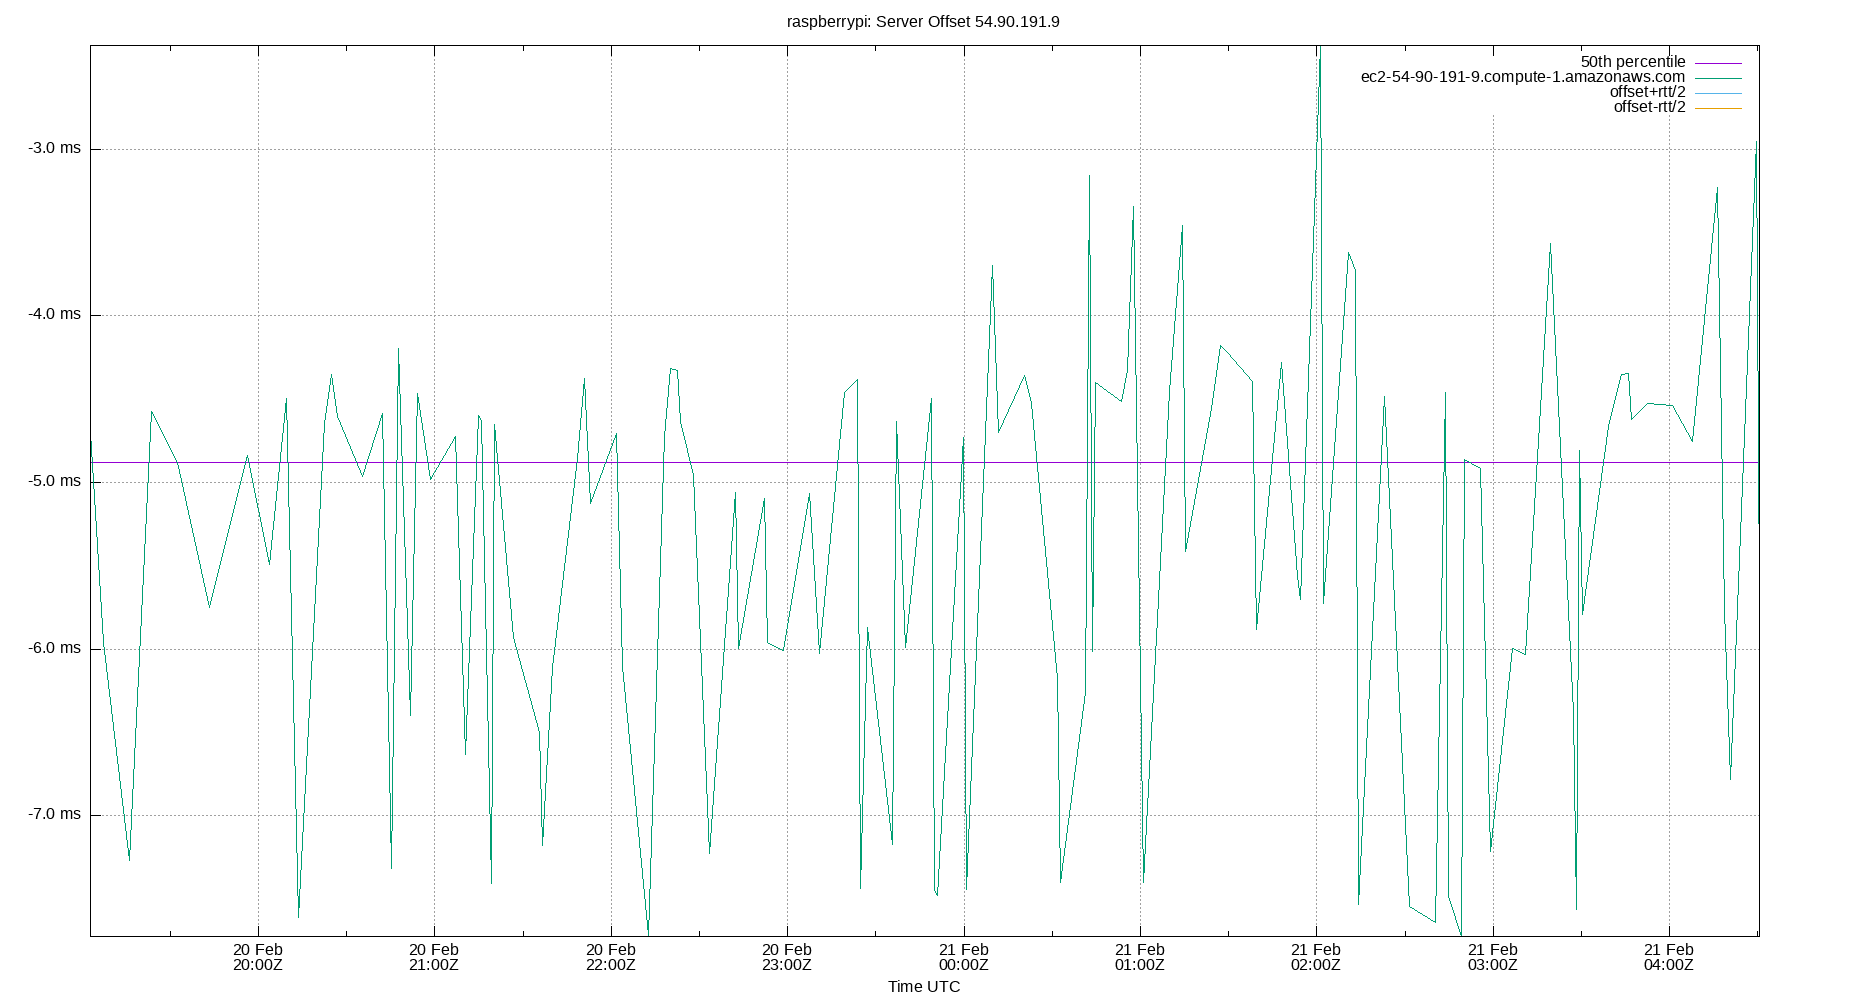 raspberrypi: Server Offset 54.90.191.9
50th percentile
ec2-54-90-191-9.compute-1.amazonaws.com
offset+rtt/2
offset-rtt/2
-3.0 ms
-4.0 ms
-5.0 ms
-6.0 ms
-7.0 ms
20 Feb 20 Feb 20 Feb 20 Feb 21 Feb 21 Feb 21 Feb 21 Feb 21 Feb
20:00Z 21:00Z 22:00Z 23:00Z 00:00Z 01:00Z 02:00Z 03:00Z 04:00Z
Time UTC